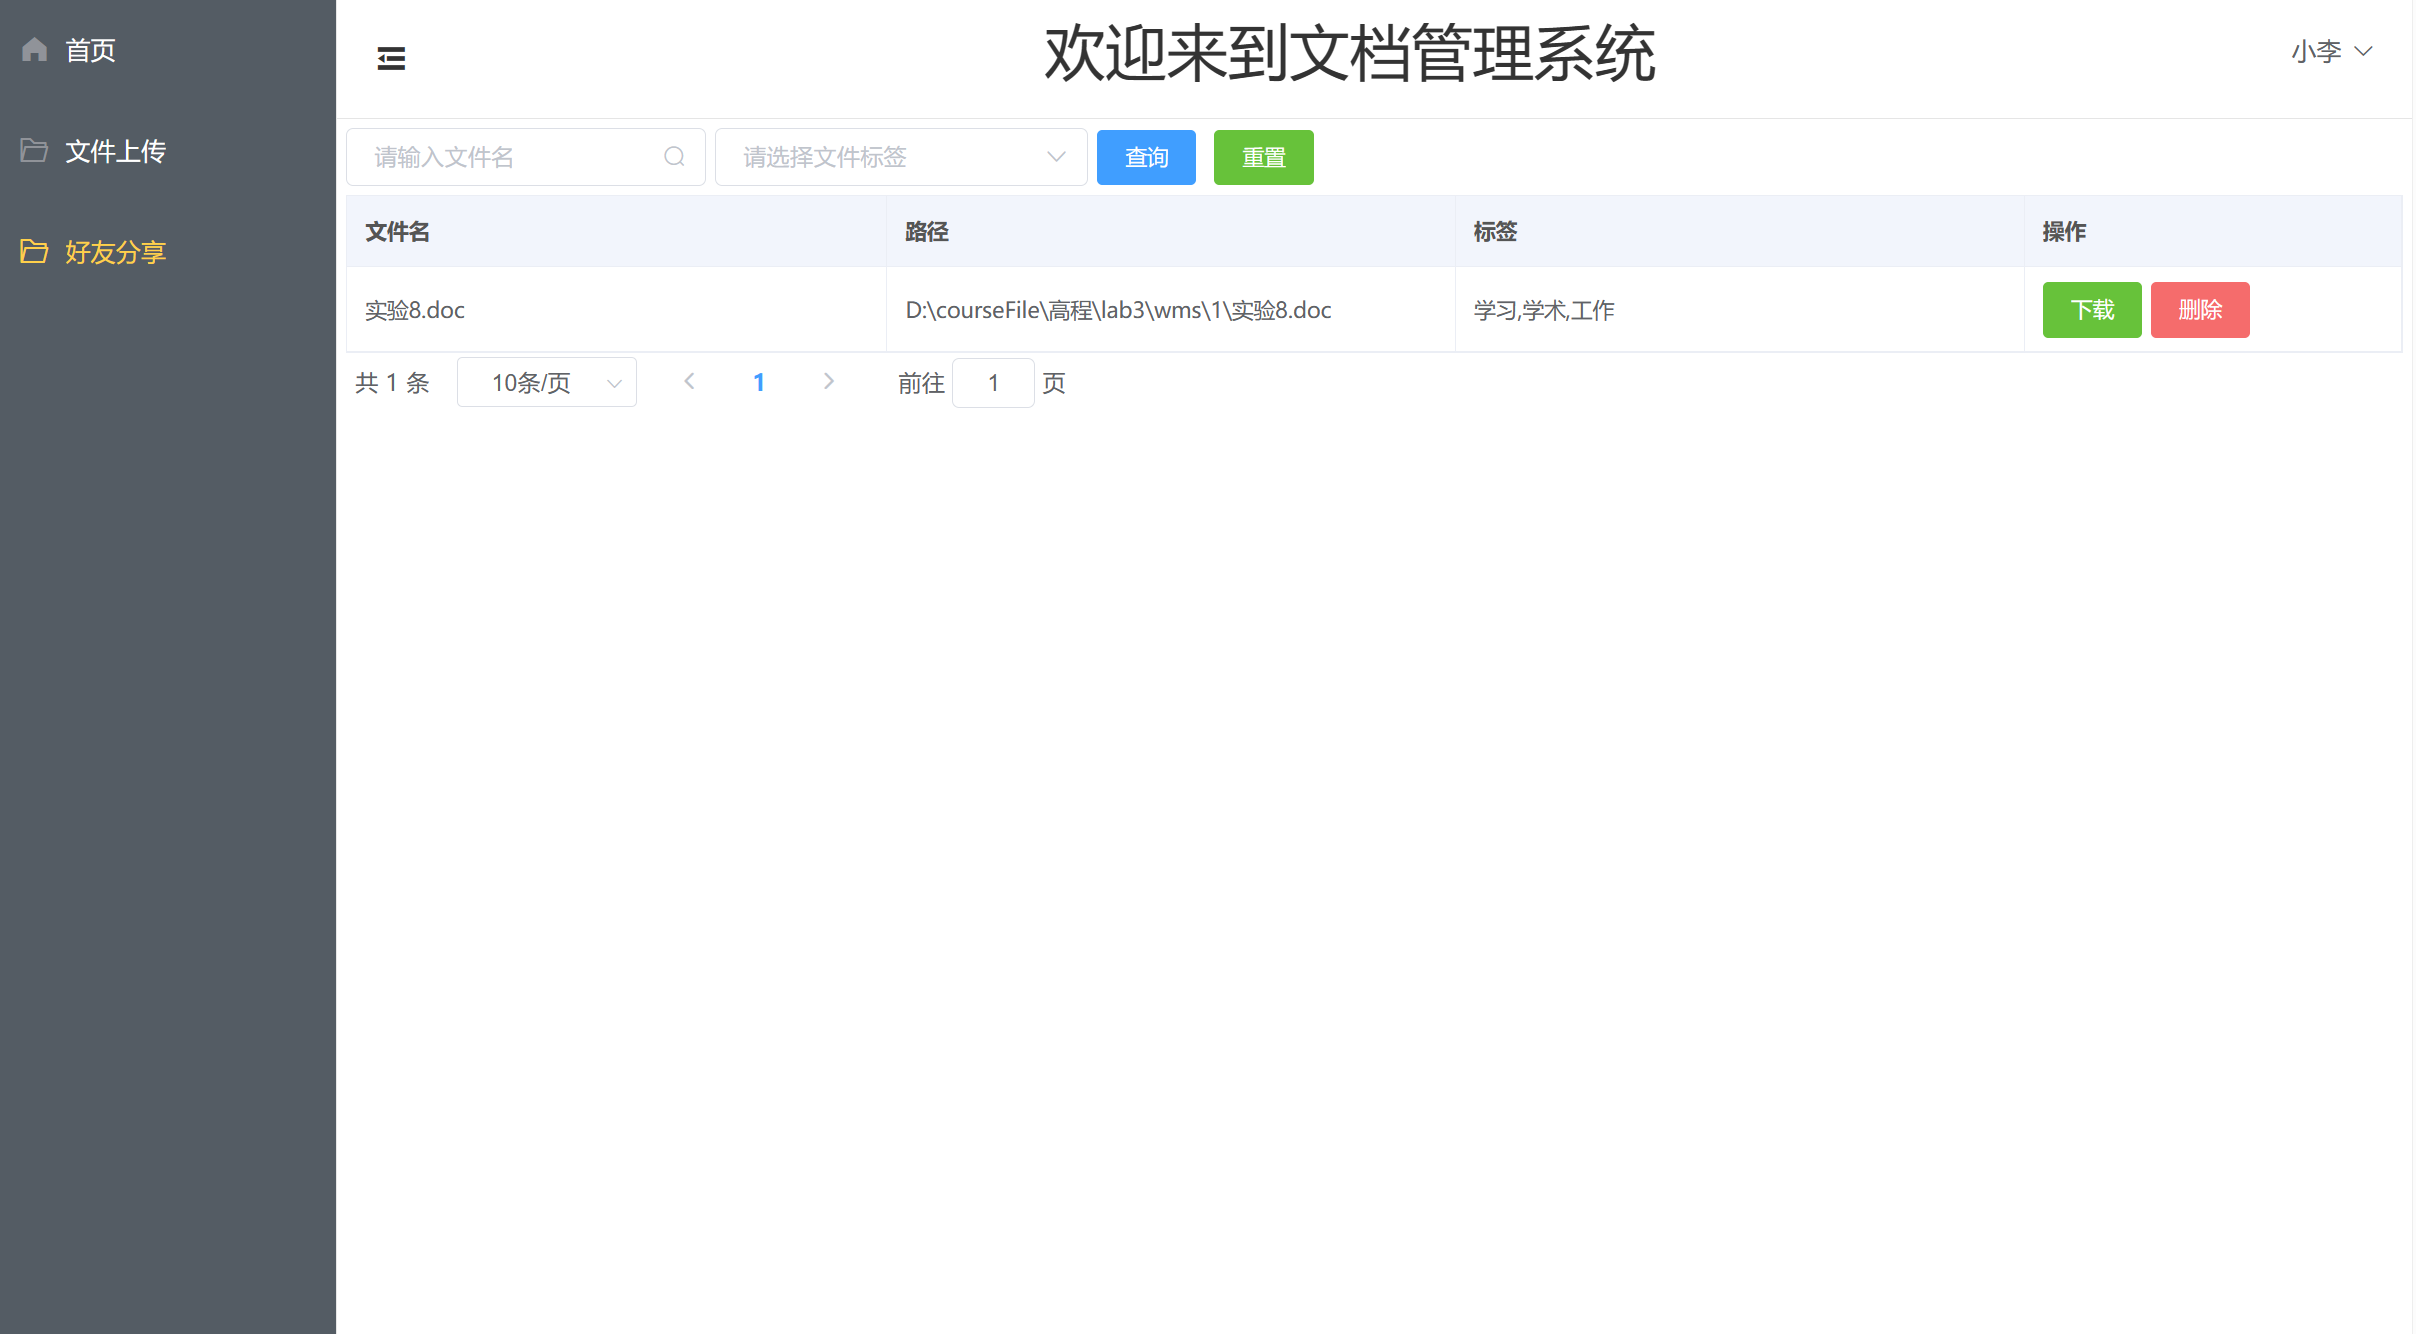 首页
文件上传
好友分享
欢迎来到文档管理系统
小李
请输入文件名 请选择文件标签 查询 重置
文件名 路径 标签 操作
实验8.doc D:\courseFile\高程\lab3\wms\1\实验8.doc 学习,学术,工作 下载 删除
共 1 条 10条/页 1 前往 1 页